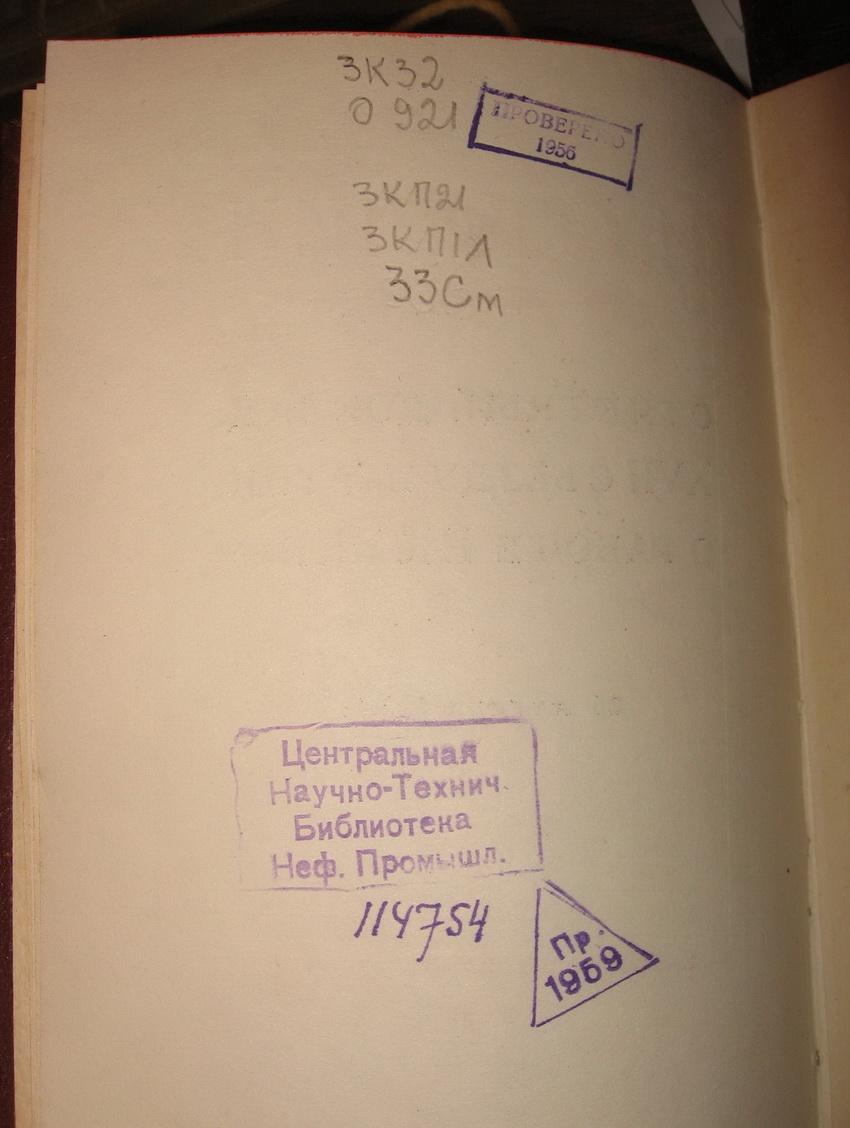 3К32
О 921
ПРОВЕРЕНО
1956
3КП21
3КП1Л
33См
Центральная
Научно-Технич.
Библиотека
Неф. Промышл.
114754
Пр.
1959